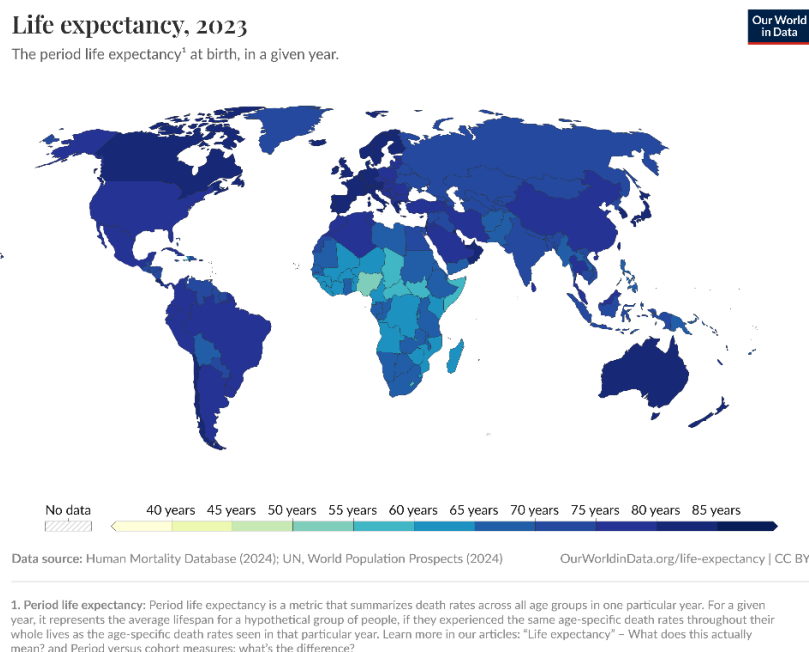 Life expectancy, 2023
Our World
in Data
The period life expectancy¹ at birth, in a given year.
No data
40 years 45 years 50 years 55 years 60 years 65 years 70 years 75 years 80 years 85 years
Data source: Human Mortality Database (2024); UN, World Population Prospects (2024)
OurWorldinData.org/life-expectancy | CC BY
1. Period life expectancy: Period life expectancy is a metric that summarizes death rates across all age groups in one particular year. For a given
year, it represents the average lifespan for a hypothetical group of people, if they experienced the same age-specific death rates throughout their
whole lives as the age-specific death rates seen in that particular year. Learn more in our articles: “Life expectancy” – What does this actually
mean? and Period versus cohort measures: what's the difference?